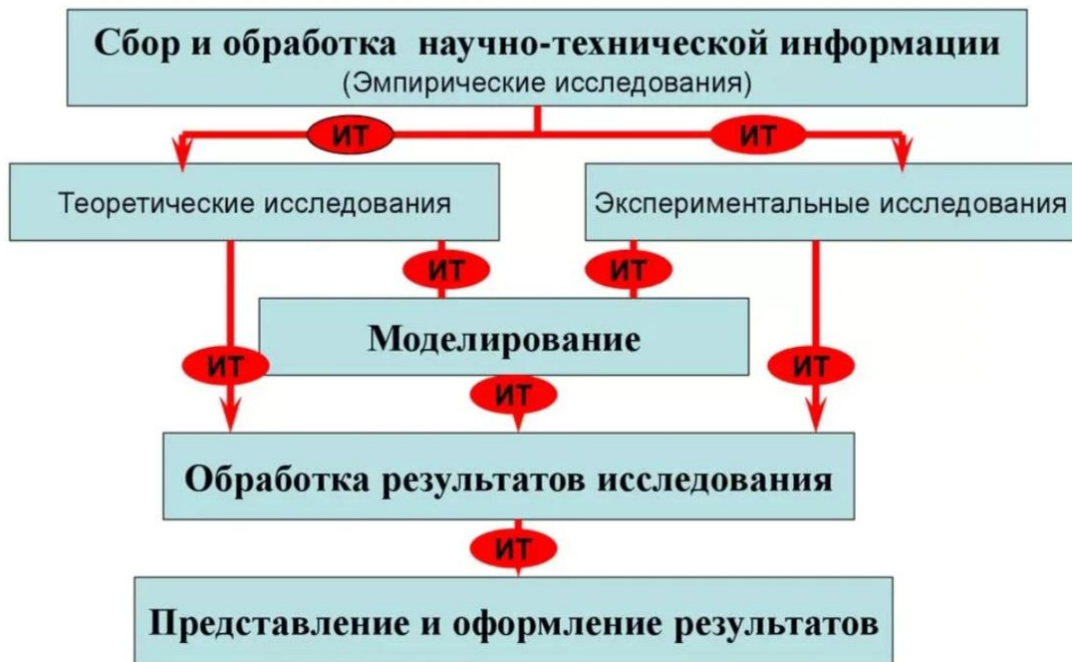 Сбор и обработка научно-технической информации
(Эмпирические исследования)
ИТ
ИТ
Теоретические исследования
Экспериментальные исследования
ИТ
ИТ
Моделирование
ИТ
ИТ
ИТ
Обработка результатов исследования
ИТ
Представление и оформление результатов